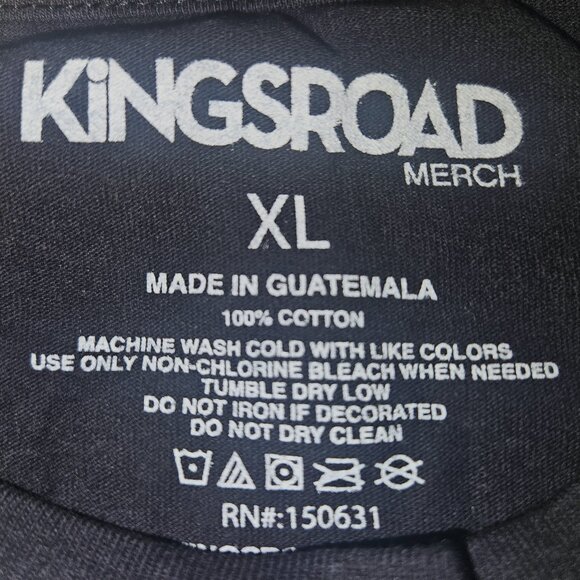 KiNGSROAD
MERCH
XL
MADE IN GUATEMALA
100% COTTON
MACHINE WASH COLD WITH LIKE COLORS
USE ONLY NON-CHLORINE BLEACH WHEN NEEDED
TUMBLE DRY LOW
DO NOT IRON IF DECORATED
DO NOT DRY CLEAN
RN#:150631